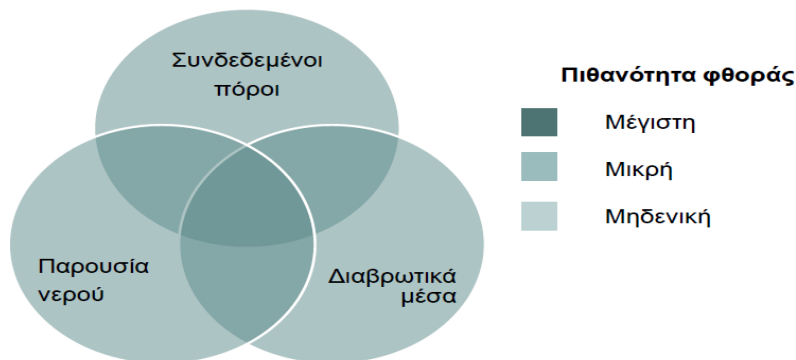 Συνδεδεμένοι
πόροι
Παρουσία
νερού
Διαβρωτικά
μέσα
Πιθανότητα φθοράς
Μέγιστη
Μικρή
Μηδενική